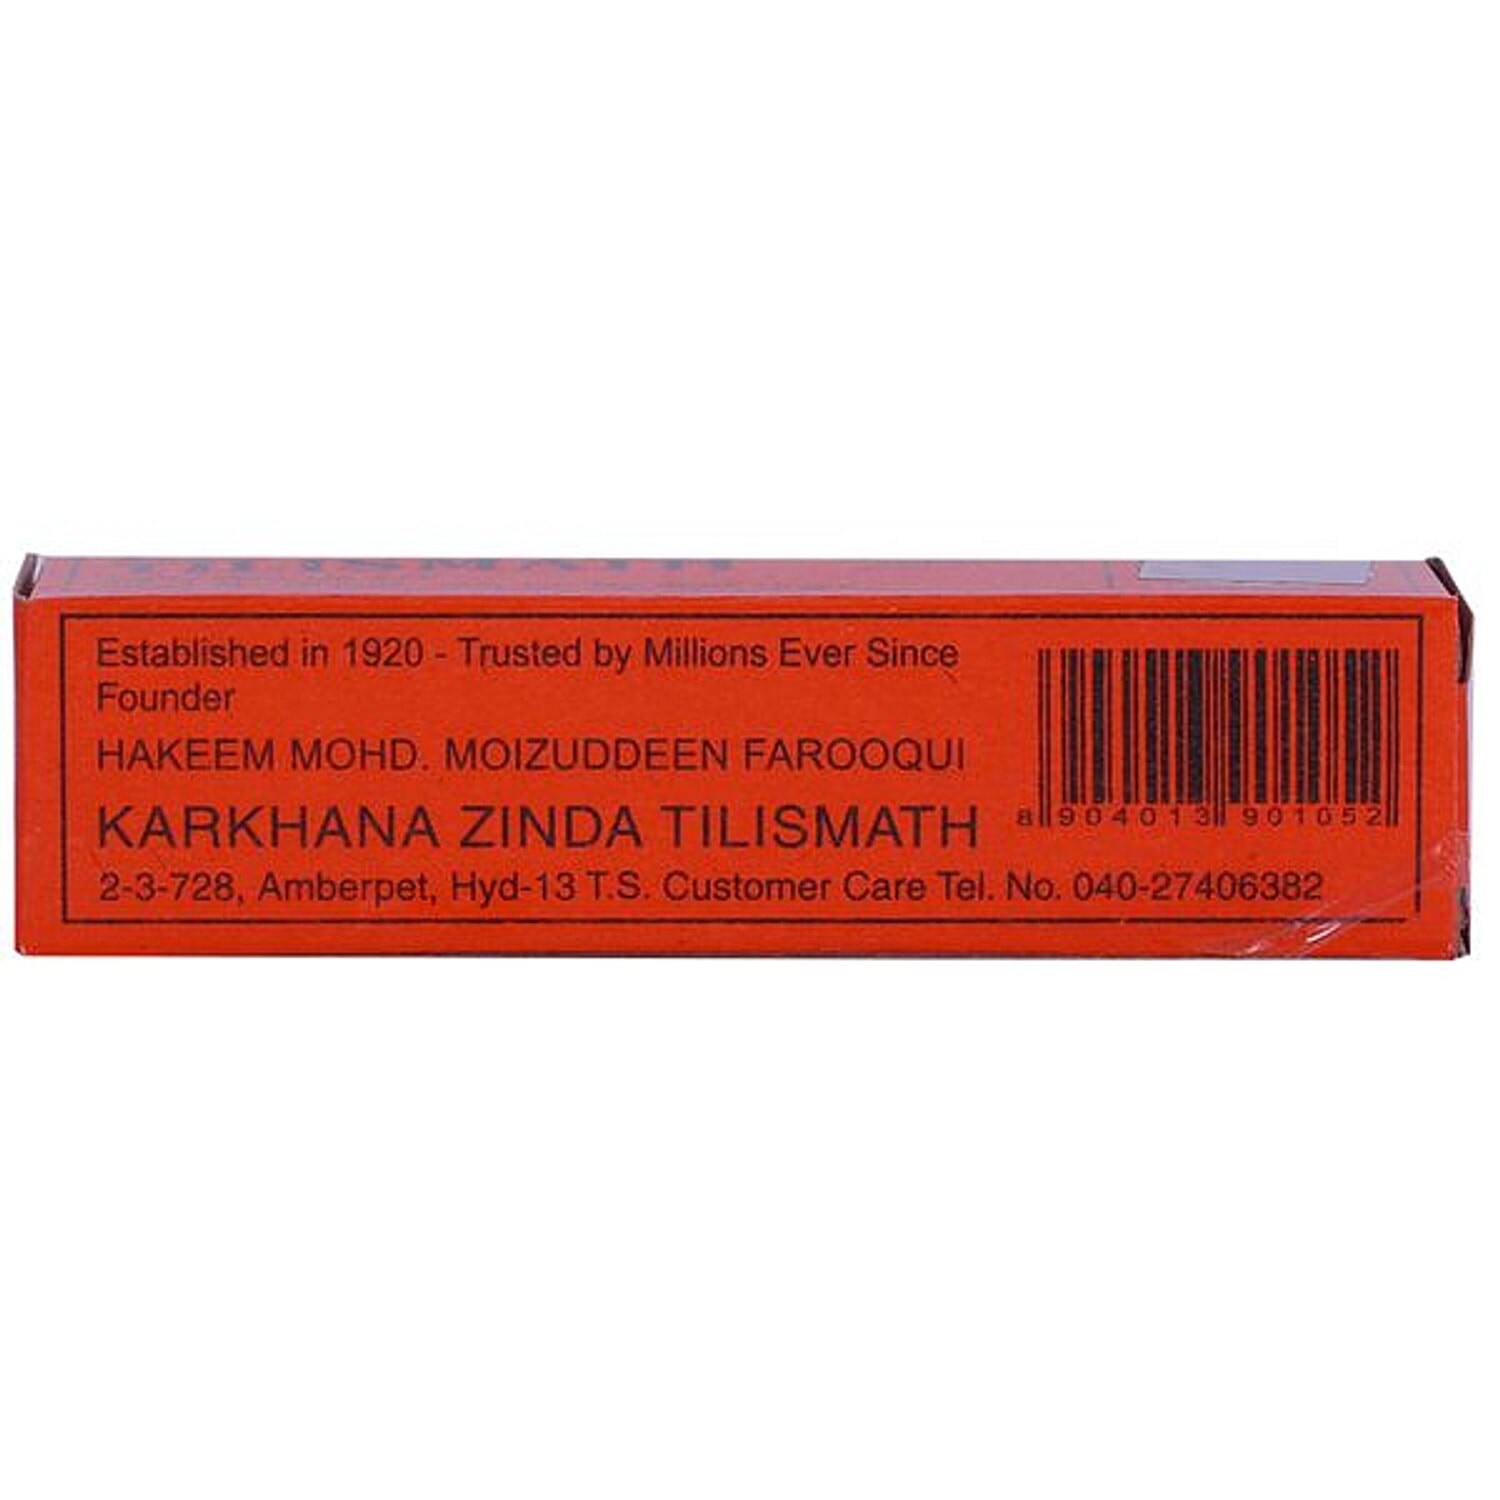 Established in 1920 - Trusted by Millions Ever Since
Founder
HAKEEM MOHD. MOIZUDDEEN FAROOQUI
KARKHANA ZINDA TILISMATH
2-3-728, Amberpet, Hyd-13 T.S. Customer Care Tel. No. 040-27406382
8 904013 901052